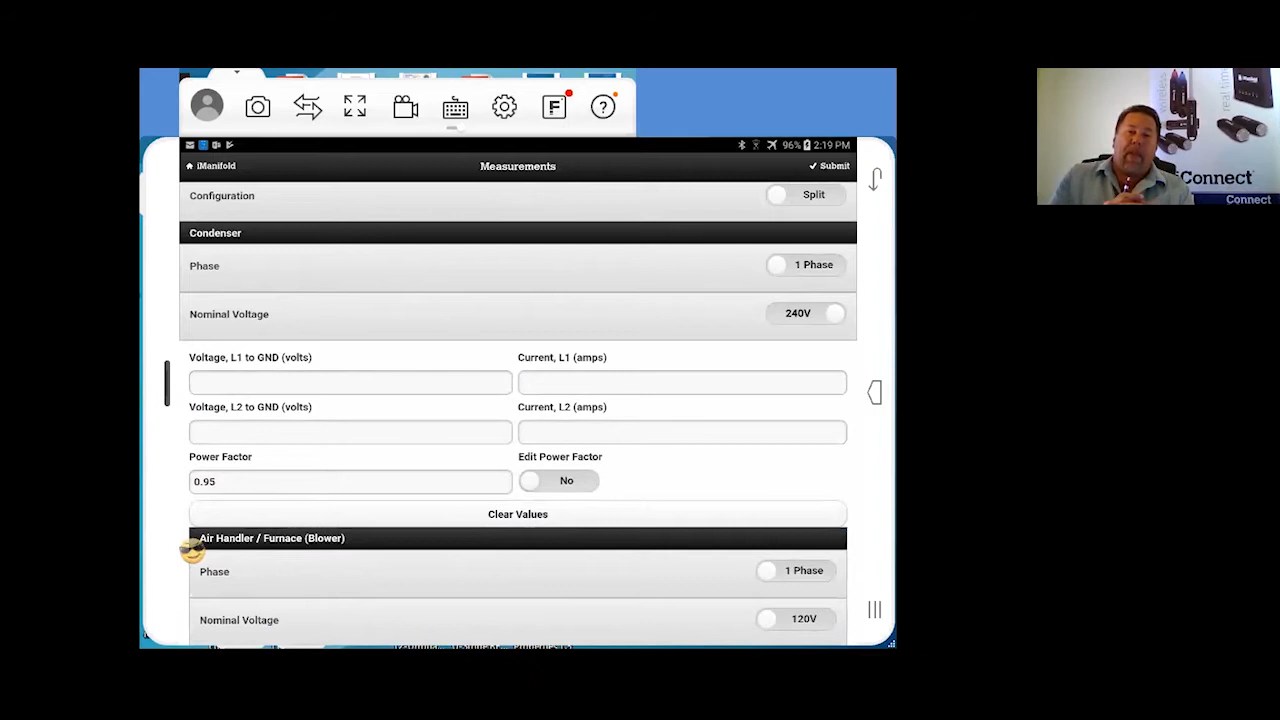 F
?
96% 2:19 PM
iManifold
Measurements
Submit
Configuration
Split
Condenser
Phase
1 Phase
Nominal Voltage
240V
Voltage, L1 to GND (volts)
Current, L1 (amps)
Voltage, L2 to GND (volts)
Current, L2 (amps)
Power Factor
Edit Power Factor
0.95
No
Clear Values
Air Handler / Furnace (Blower)
Phase
1 Phase
Nominal Voltage
120V
real time
Connect
Connect